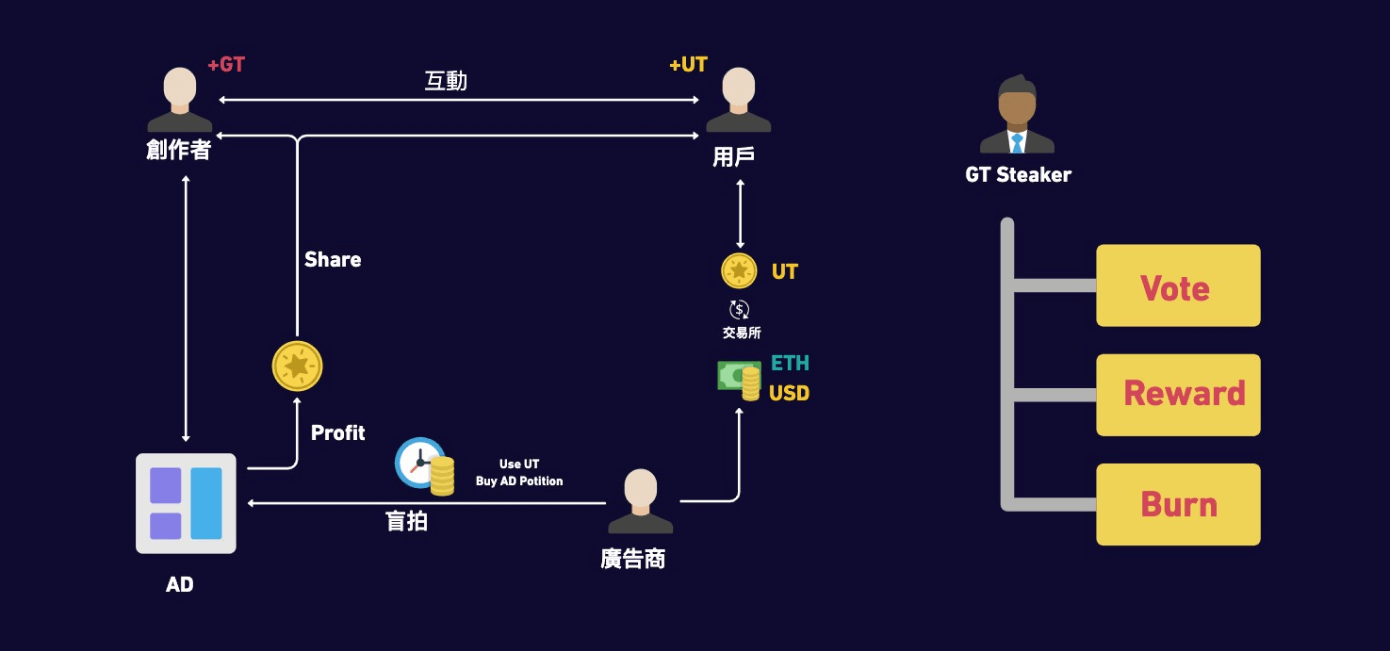 +GT
互動
+UT
創作者
用戶
GT Steaker
Share
UT
交易所
ETH
USD
Vote
Reward
Burn
Profit
Use UT
Buy AD Potition
盲拍
廣告商
AD